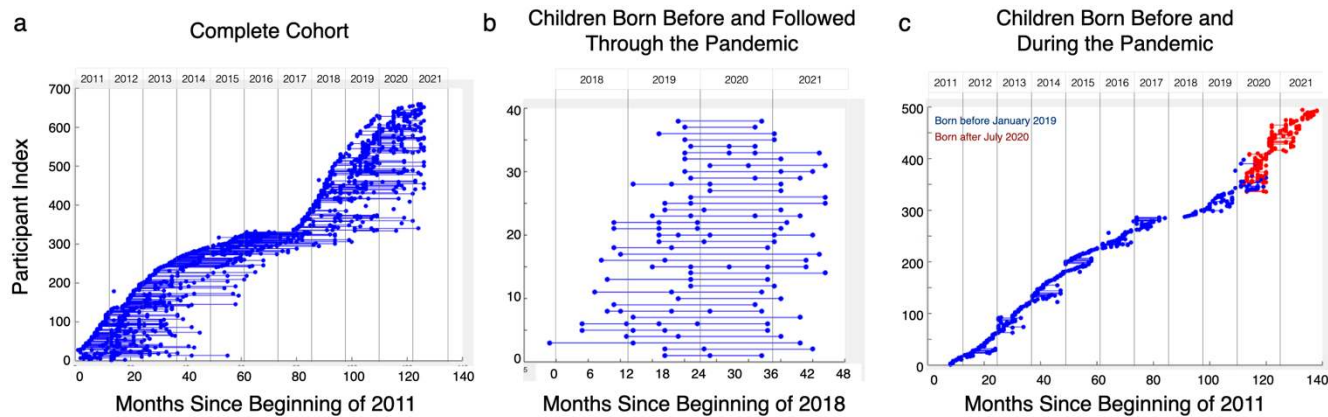 a
Complete Cohort
2011 2012 2013 2014 2015 2016 2017 2018 2019 2020 2021
700
600
500
400
300
200
100
0
Participant Index
0 20 40 60 80 100 120 140
Months Since Beginning of 2011
b
Children Born Before and Followed
Through the Pandemic
2018 2019 2020 2021
40
35
30
25
20
15
10
5
0
5
0 6 12 18 24 30 36 42 48
Months Since Beginning of 2018
c
Children Born Before and
During the Pandemic
2011 2012 2013 2014 2015 2016 2017 2018 2019 2020 2021
500
Born before January 2019
Born after July 2020
400
300
200
100
0
0 20 40 60 80 100 120 140
Months Since Beginning of 2011